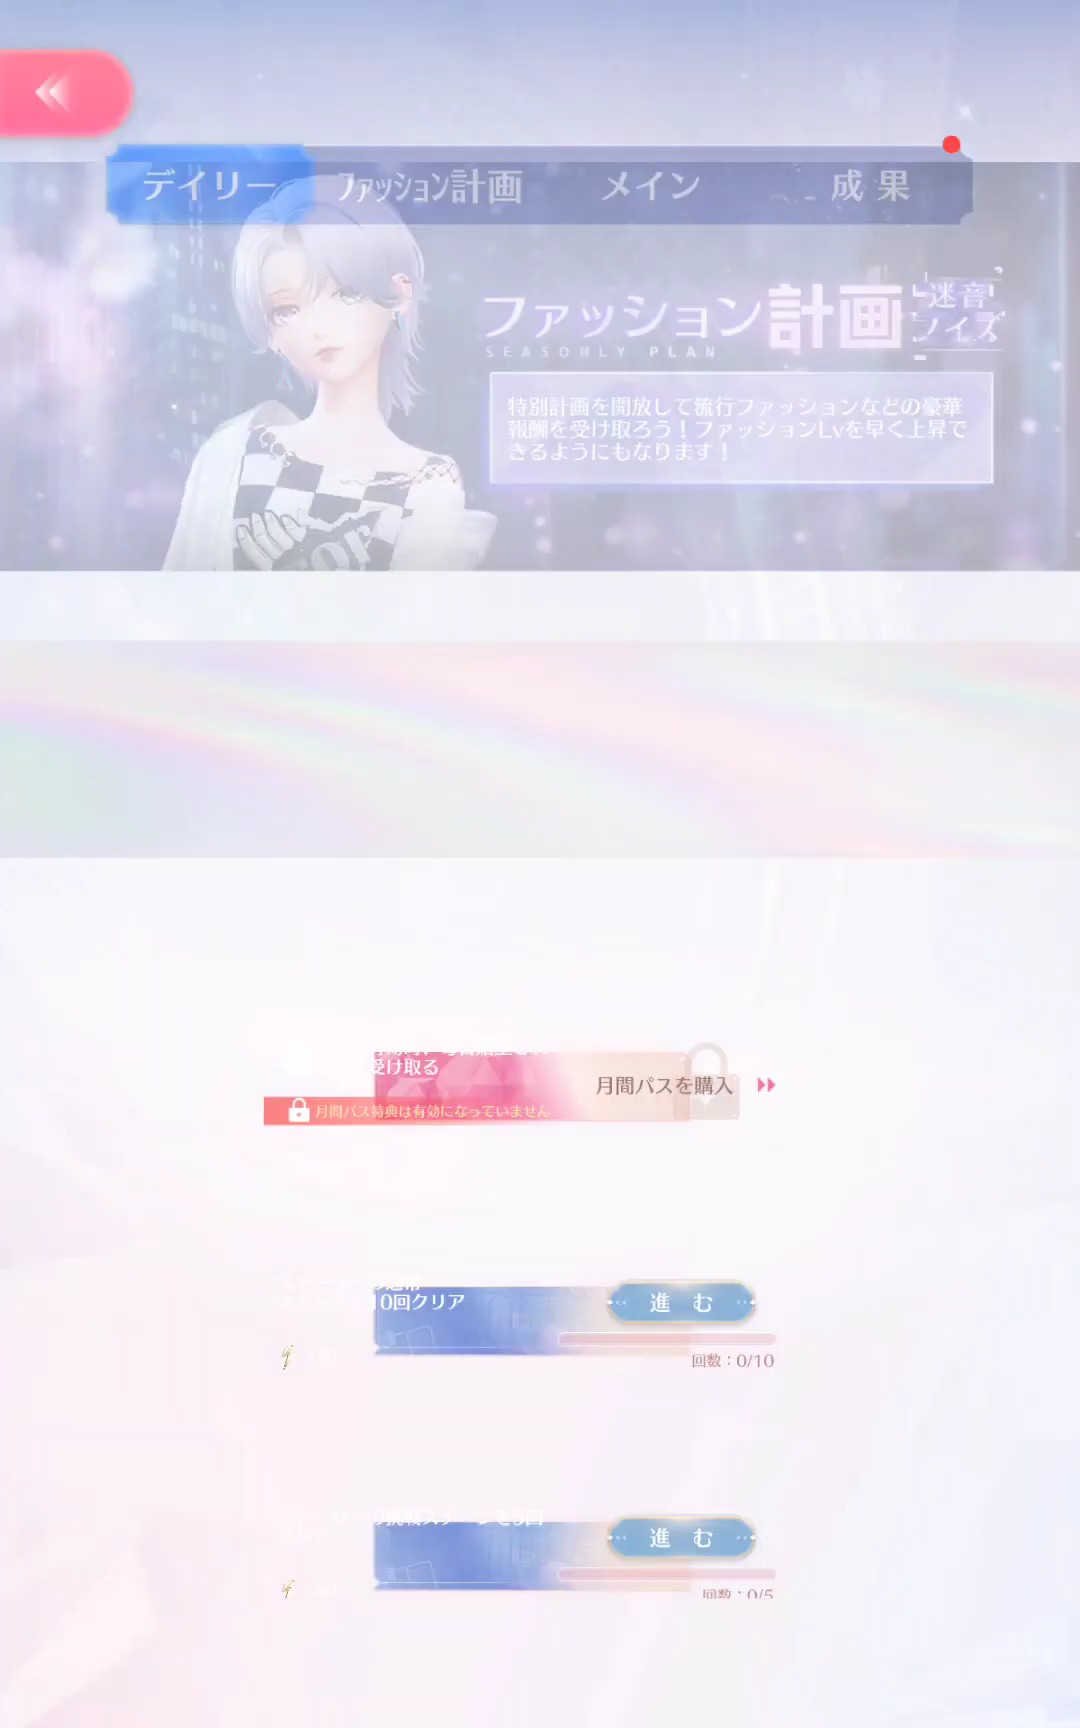 デイリー
ファッション計画
メイン
成果
ファッション計画
迷音
ノイズ
SEASONLY PLAN
特別計画を開放して流行ファッションなどの豪華
報酬を受け取ろう!ファッションLvを早く上昇で
きるようにもなります!
受け取る
月間パスを購入
月間パス特典は有効になっていません
10回クリア
進む
回数:0/10
進む
回数:0/5